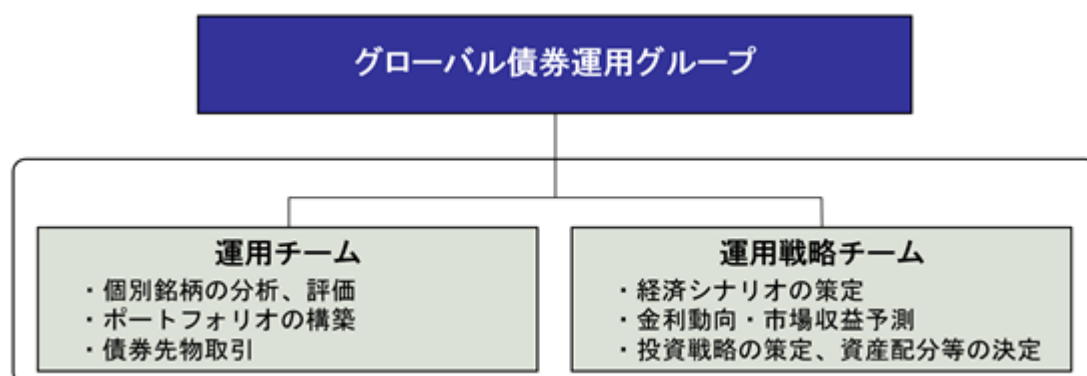 グローバル債券運用グループ
運用チーム
・個別銘柄の分析、評価
・ポートフォリオの構築
・債券先物取引
運用戦略チーム
・経済シナリオの策定
・金利動向・市場収益予測
・投資戦略の策定、資産配分等の決定